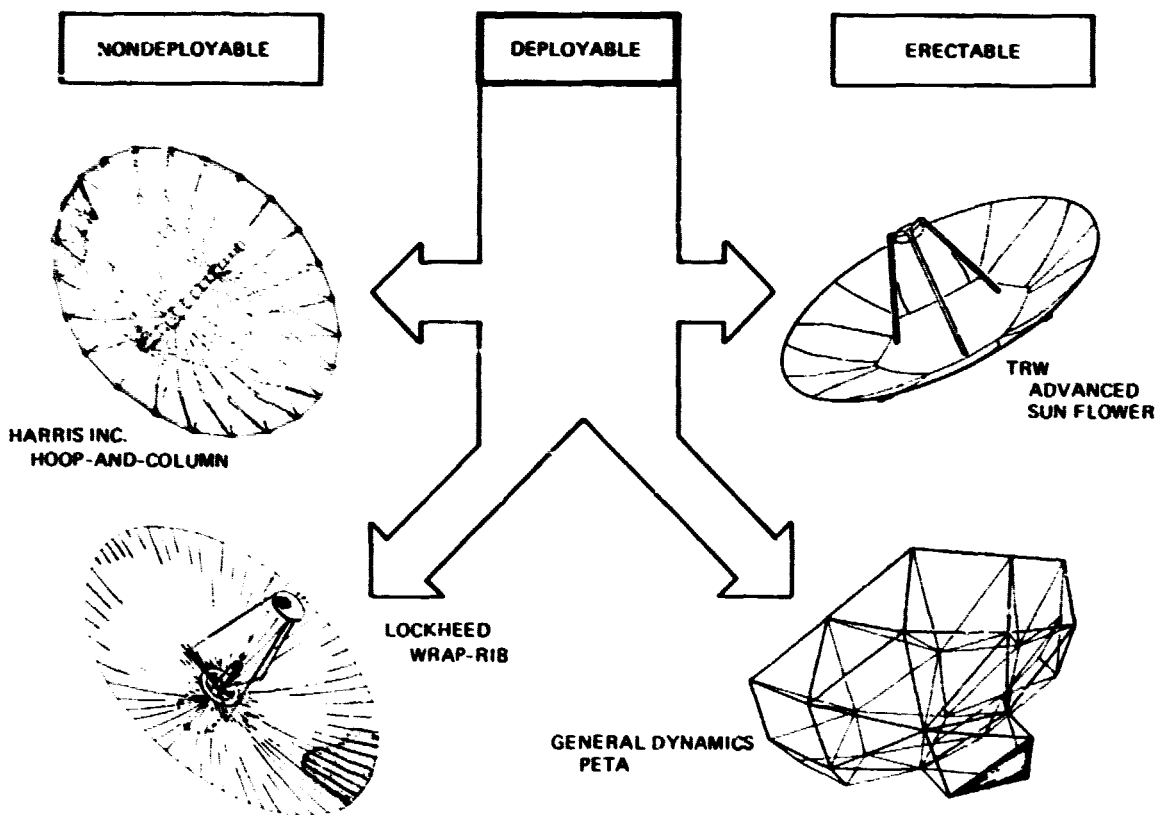 NONDEPLOYABLE
DEPLOYABLE
ERECTABLE
HARRIS INC.
HOOP-AND-COLUMN
TRW
ADVANCED
SUN FLOWER
LOCKHEED
WRAP-RIB
GENERAL DYNAMICS
PETA